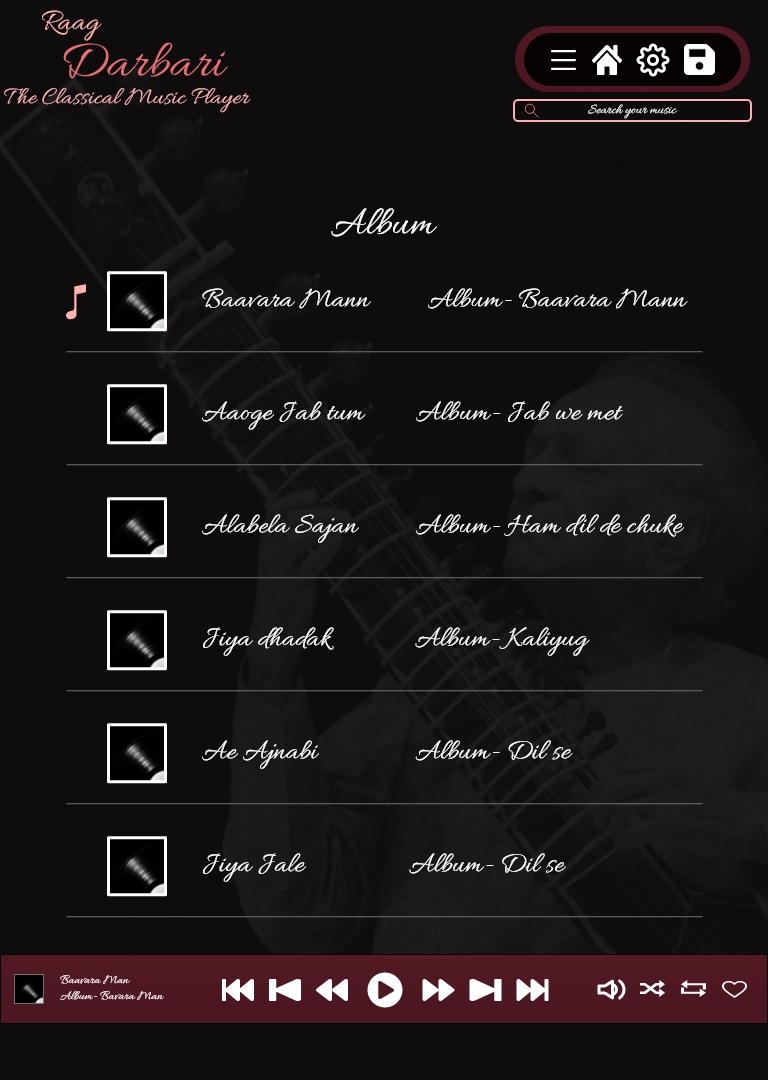 Raag
Darbari
The Classical Music Player
Search your music
Album
Baavara Mann Album- Baavara Mann
Aaoge Jab tum Album- Jab we met
Alabela Sajan Album- Ham dil de chuke
Jiya dhadak Album- Kaliyug
Ae Ajnabi Album- Dil se
Jiya Jale Album- Dil se
Baavara Man
Album- Bavara Man